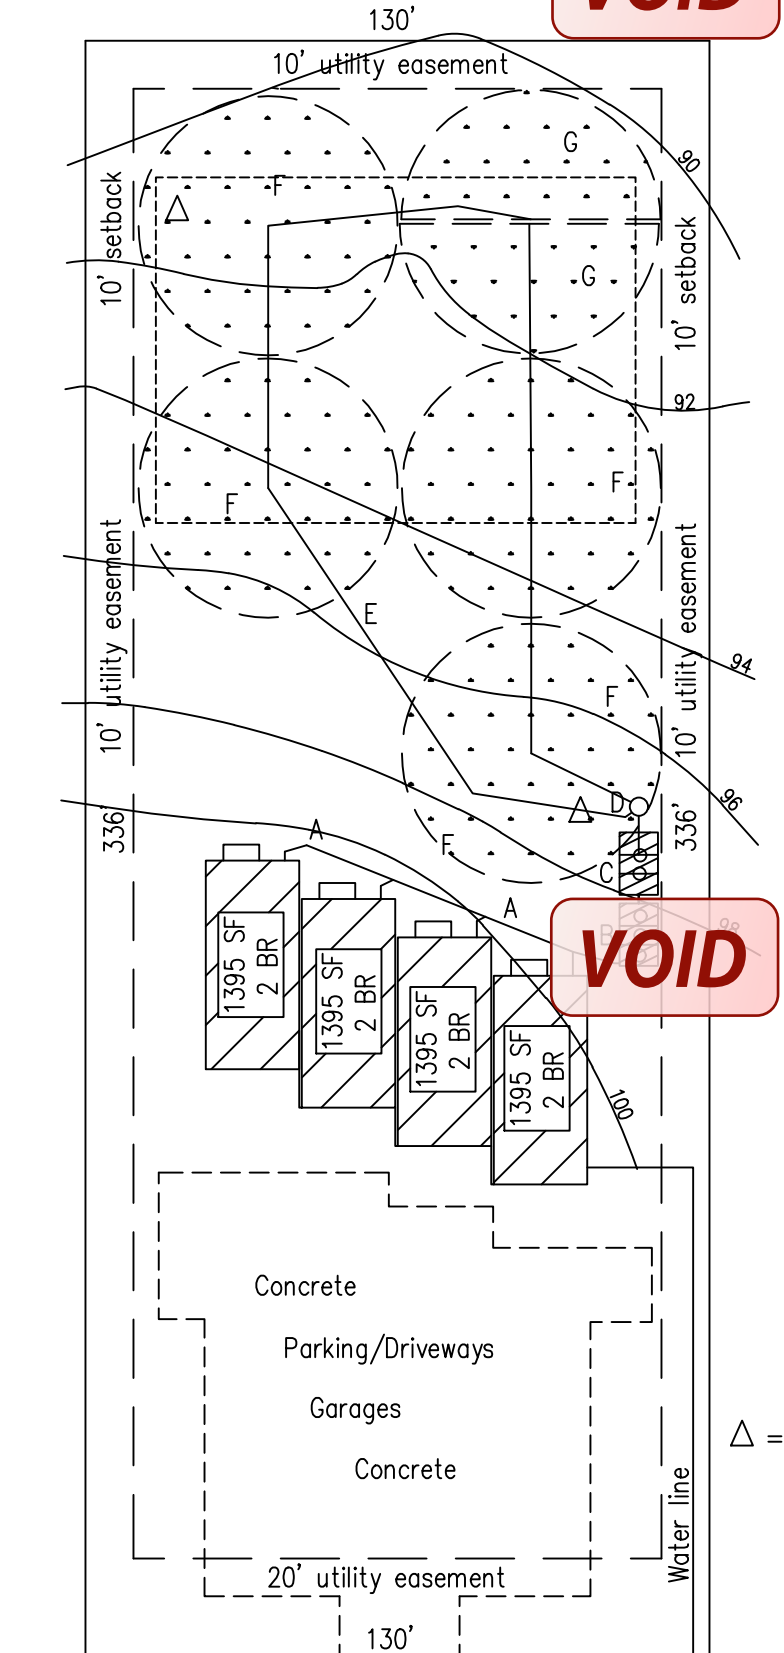 VOID
130'
10' utility easement
G
90
F
10' setback
10' setback
G
92
F
F
E
10' utility easement
10' utility easement
94
F
96
D
336'
336'
A
F
C
A
98
B
VOID
1395 SF
2 BR
1395 SF
2 BR
1395 SF
2 BR
1395 SF
2 BR
100
Concrete
Parking/Driveways
Garages
Concrete
△ =
Water line
20' utility easement
130'